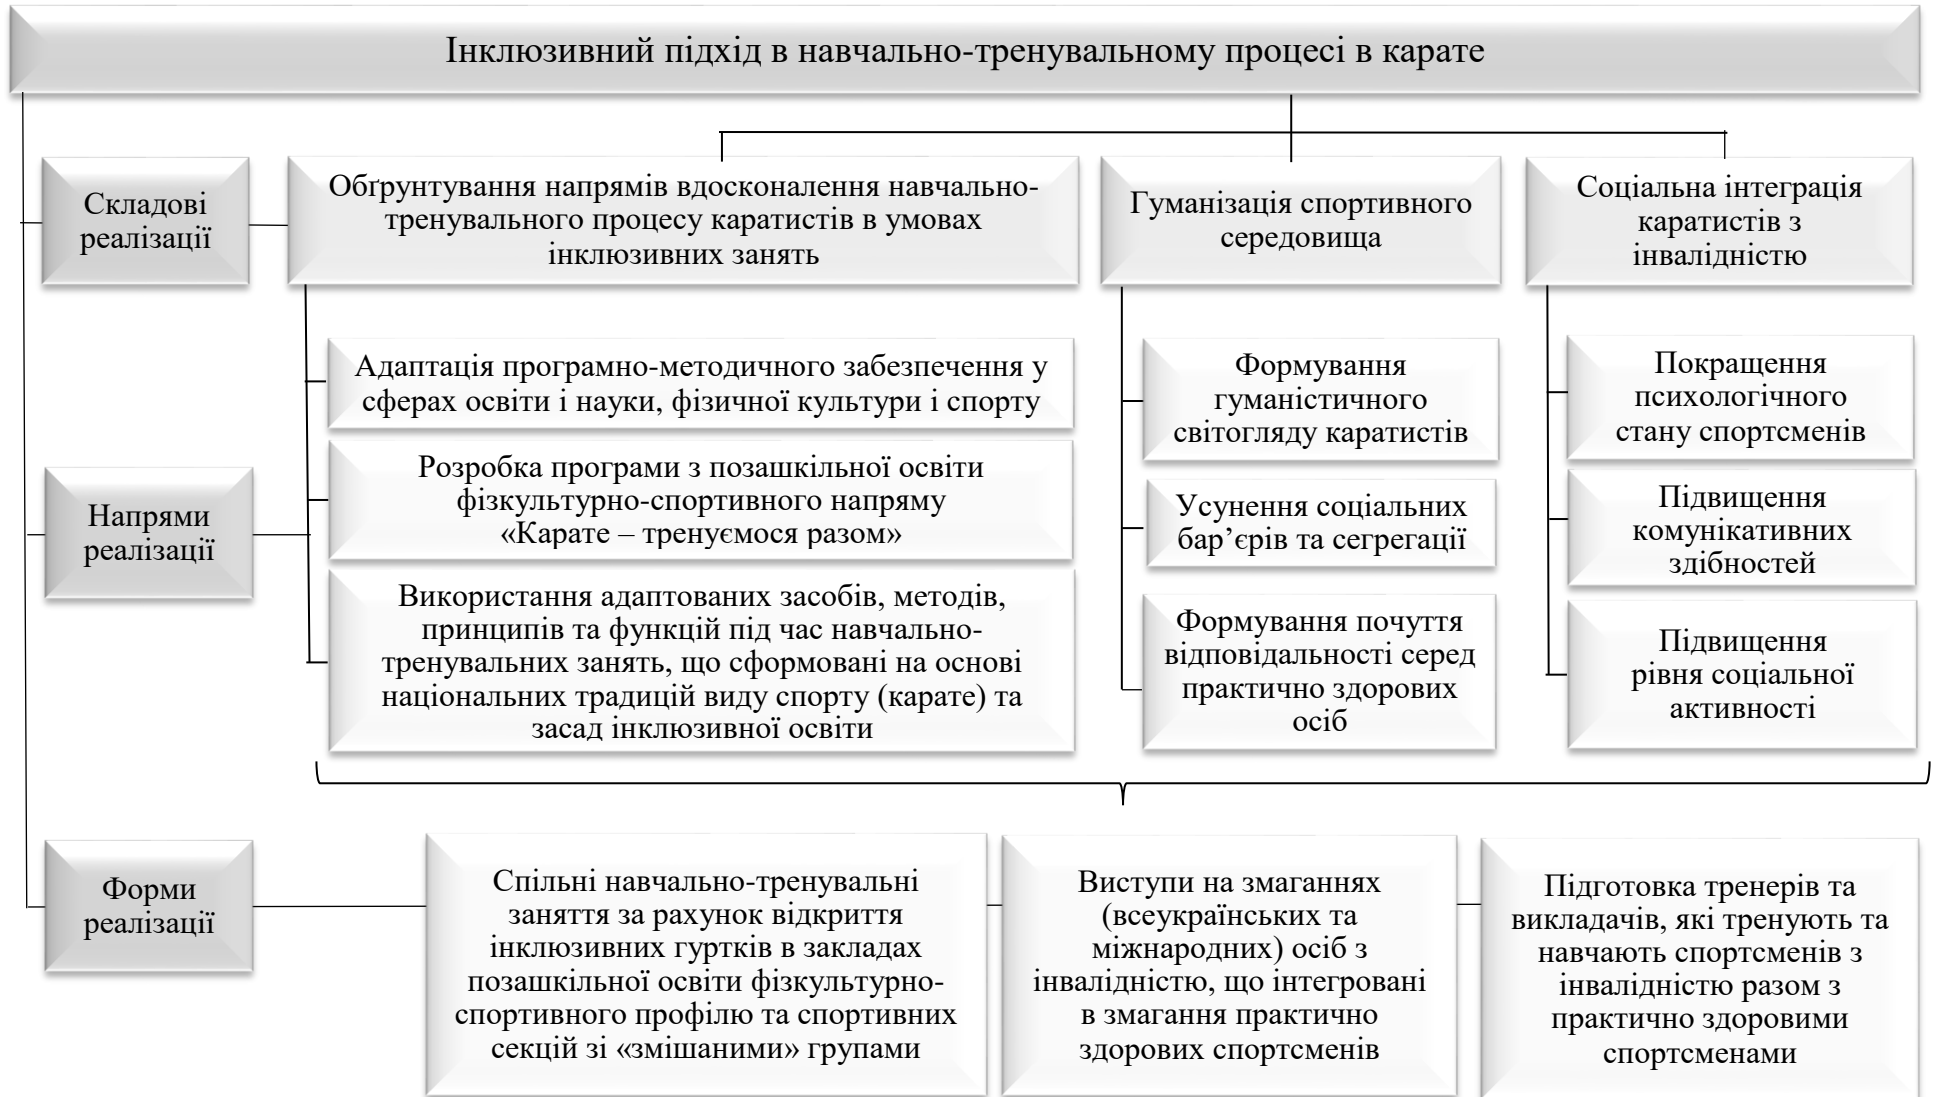 Інклюзивний підхід в навчально-тренувальному процесі в карате
Складові
реалізації
Обґрунтування напрямів вдосконалення навчально-
тренувального процесу каратистів в умовах
інклюзивних занять
Гуманізація спортивного
середовища
Соціальна інтеграція
каратистів з
інвалідністю
Напрями
реалізації
Адаптація програмно-методичного забезпечення у
сферах освіти і науки, фізичної культури і спорту
Розробка програми з позашкільної освіти
фізкультурно-спортивного напряму
«Карате – тренуємося разом»
Використання адаптованих засобів, методів,
принципів та функцій під час навчально-
тренувальних занять, що сформовані на основі
національних традицій виду спорту (карате) та
засад інклюзивної освіти
Формування
гуманістичного
світогляду каратистів
Усунення соціальних
бар’єрів та сегрегації
Формування почуття
відповідальності серед
практично здорових
осіб
Покращення
психологічного
стану спортсменів
Підвищення
комунікативних
здібностей
Підвищення
рівня соціальної
активності
Форми
реалізації
Спільні навчально-тренувальні
заняття за рахунок відкриття
інклюзивних гуртків в закладах
позашкільної освіти фізкультурно-
спортивного профілю та спортивних
секцій зі «змішаними» групами
Виступи на змаганнях
(всеукраїнських та
міжнародних) осіб з
інвалідністю, що інтегровані
в змагання практично
здорових спортсменів
Підготовка тренерів та
викладачів, які тренують та
навчають спортсменів з
інвалідністю разом з
практично здоровими
спортсменами